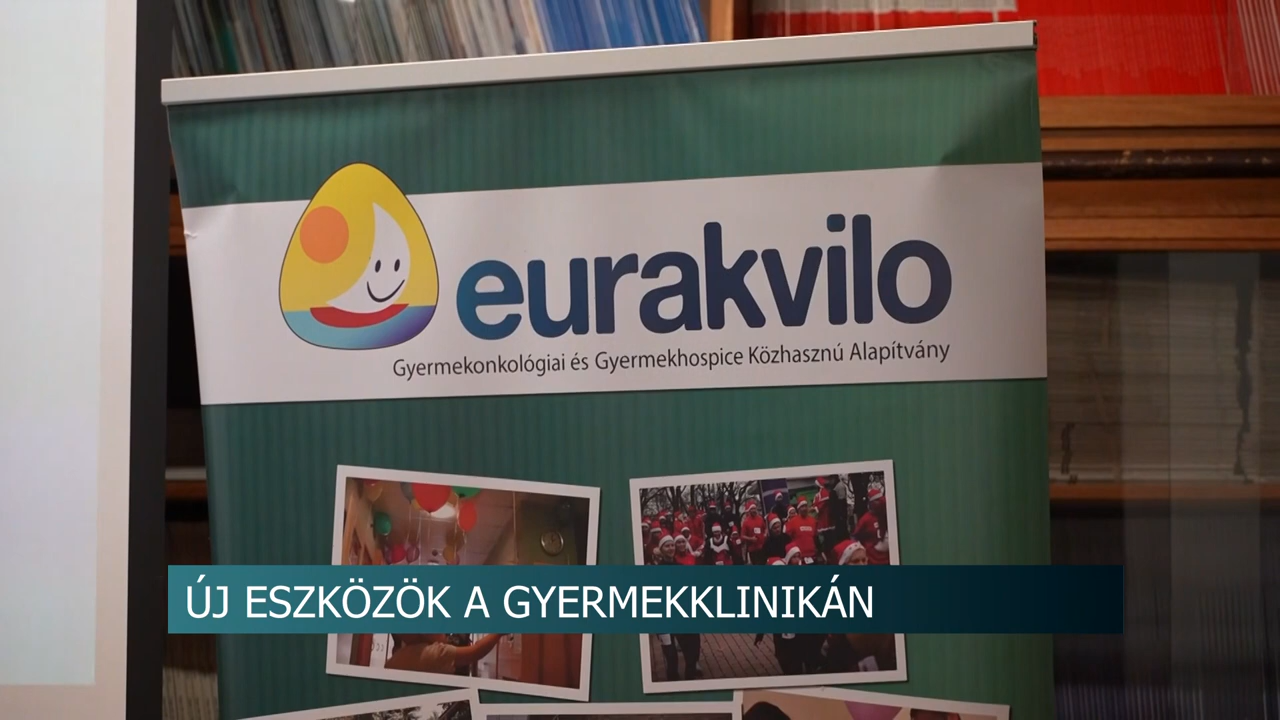 eurakvilo
Gyermekonkológiai és Gyermekhospice Közhasznú Alapítvány
ÚJ ESZKÖZÖK A GYERMEKKLINIKÁN